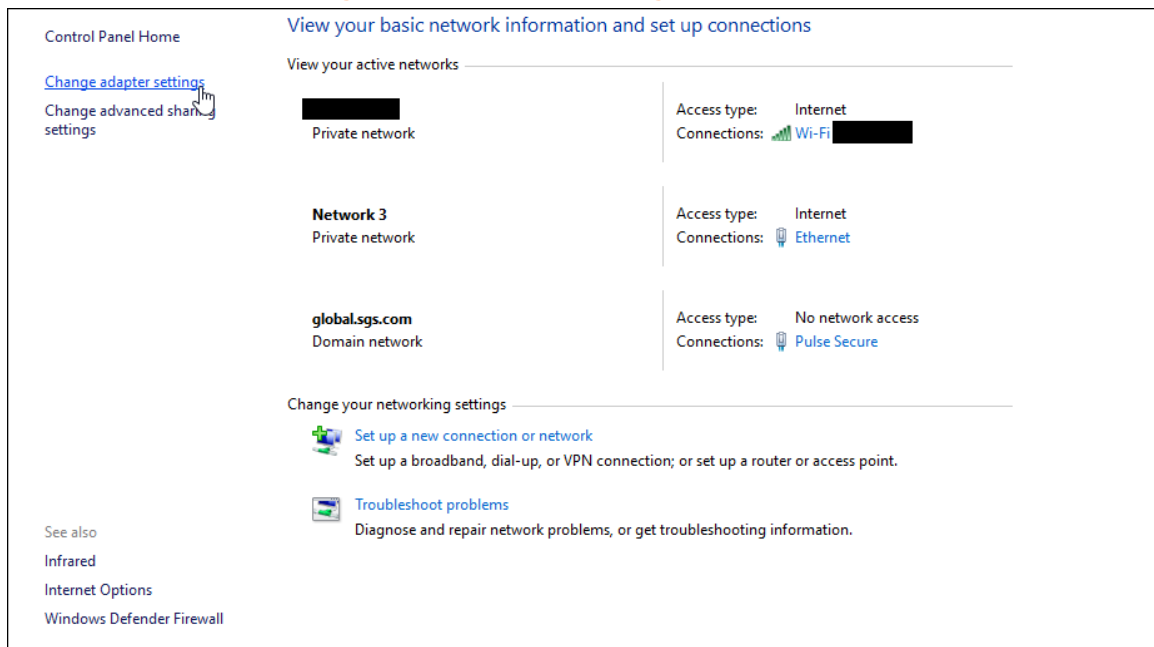 Control Panel Home
Change adapter settings
Change advanced sharing
settings
See also
Infrared
Internet Options
Windows Defender Firewall
View your basic network information and set up connections
View your active networks
Private network
Access type: Internet
Connections: Wi-Fi
Network 3
Private network
Access type: Internet
Connections: Ethernet
global.sgs.com
Domain network
Access type: No network access
Connections: Pulse Secure
Change your networking settings
Set up a new connection or network
Set up a broadband, dial-up, or VPN connection; or set up a router or access point.
Troubleshoot problems
Diagnose and repair network problems, or get troubleshooting information.